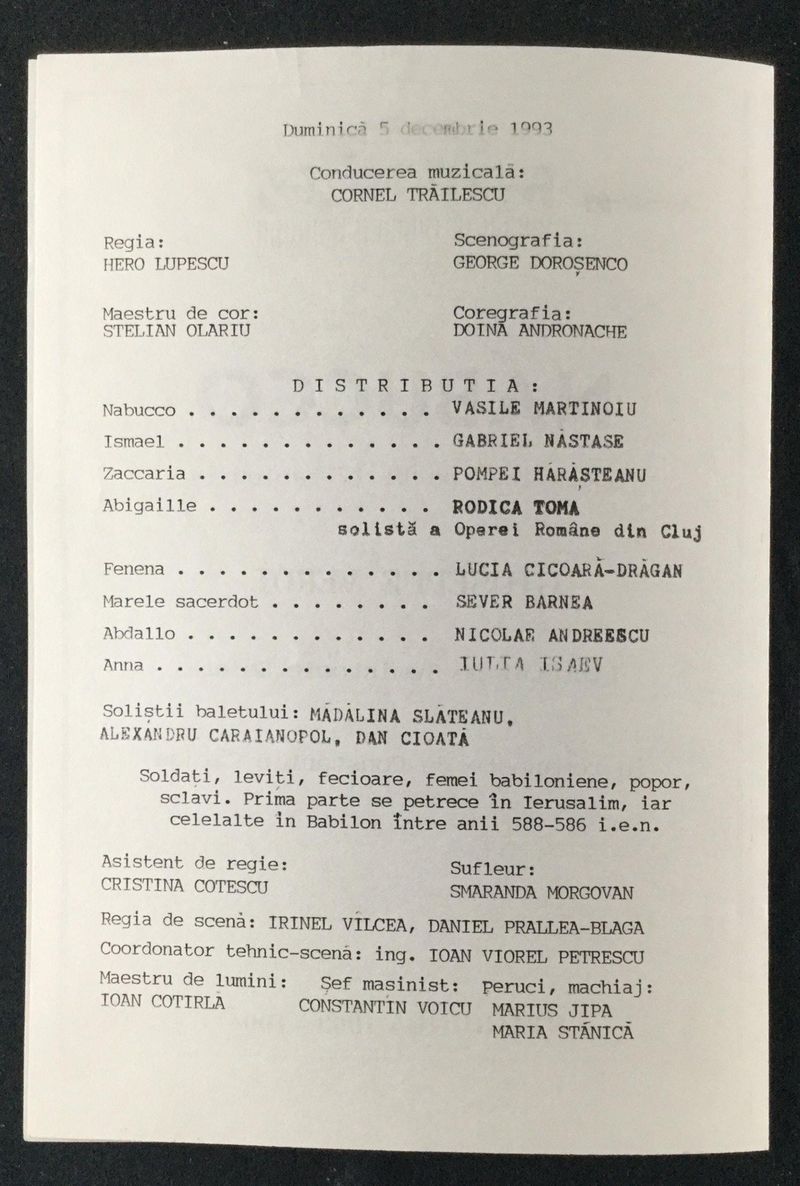 Duminică 5 decembrie 1993
Conducerea muzicală:
CORNEL TRĂILESCU
Regia:
HERO LUPESCU
Scenografia:
GEORGE DOROȘENCO
Maestru de cor:
STELIAN OLARIU
Coregrafia:
DOINA ANDRONACHE
D I S T R I B U T I A :
Nabucco . . . . . . . . . . . . VASILE MARTINOIU
Ismael . . . . . . . . . . . . . GABRIEL NĂSTASE
Zaccaria . . . . . . . . . . . . POMPEI HĂRĂȘTEANU
Abigaille . . . . . . . . . . . RODICA TOMA
solistă a Operei Române din Cluj
Fenena . . . . . . . . . . . . . LUCIA CICOARĂ-DRĂGAN
Marele sacerdot . . . . . . . . SEVER BARNEA
Abdallo . . . . . . . . . . . . NICOLAE ANDREESCU
Anna . . . . . . . . . . . . . . IULIA ISAEV
Soliștii baletului: MĂDĂLINA SLĂTEANU,
ALEXANDRU CARAIANOPOL, DAN CIOATĂ
Soldați, leviți, fecioare, femei babiloniene, popor,
sclavi. Prima parte se petrece în Ierusalim, iar
celelalte în Babilon între anii 588-586 i.e.n.
Asistent de regie:
CRISTINA COTESCU
Sufleur:
SMARANDA MORGOVAN
Regia de scenă: IRINEL VÎLCEA, DANIEL PRALLEA-BLAGA
Coordonator tehnic-scenă: ing. IOAN VIOREL PETRESCU
Maestru de lumini:
IOAN COTIRLĂ
Șef masinist:
CONSTANTIN VOICU
peruci, machiaj:
MARIUS JIPA
MARIA STĂNICĂ